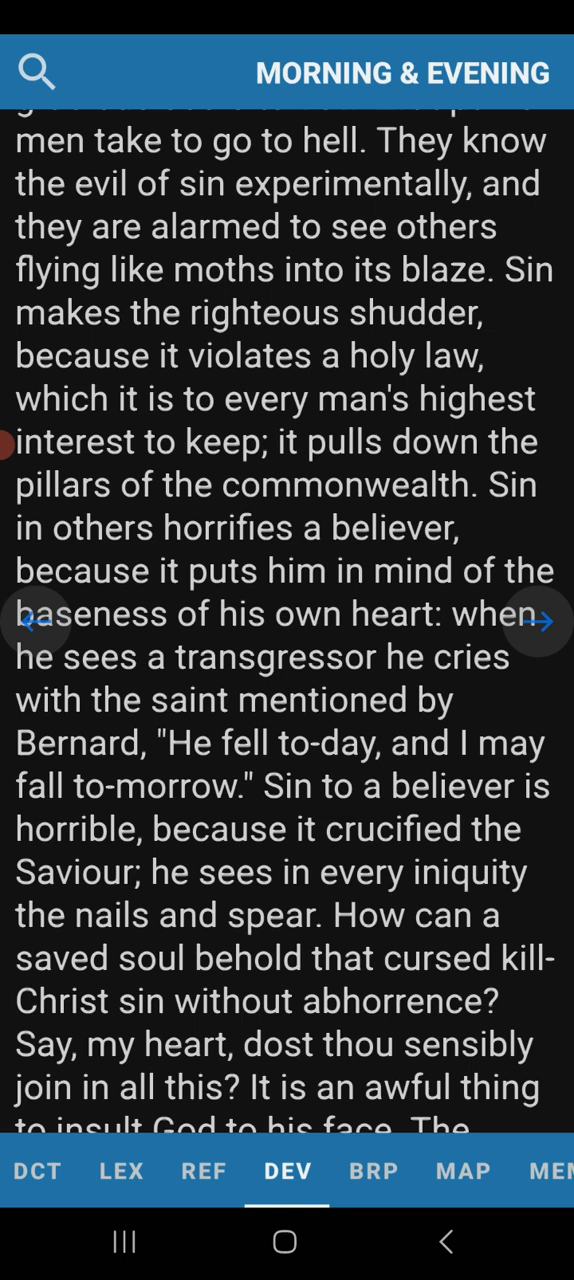 MORNING & EVENING
men take to go to hell. They know
the evil of sin experimentally, and
they are alarmed to see others
flying like moths into its blaze. Sin
makes the righteous shudder,
because it violates a holy law,
which it is to every man's highest
interest to keep; it pulls down the
pillars of the commonwealth. Sin
in others horrifies a believer,
because it puts him in mind of the
baseness of his own heart: when
he sees a transgressor he cries
with the saint mentioned by
Bernard, "He fell to-day, and I may
fall to-morrow." Sin to a believer is
horrible, because it crucified the
Saviour; he sees in every iniquity
the nails and spear. How can a
saved soul behold that cursed kill-
Christ sin without abhorrence?
Say, my heart, dost thou sensibly
join in all this? It is an awful thing
to insult God to his face. The
DCT LEX REF DEV BRP MAP